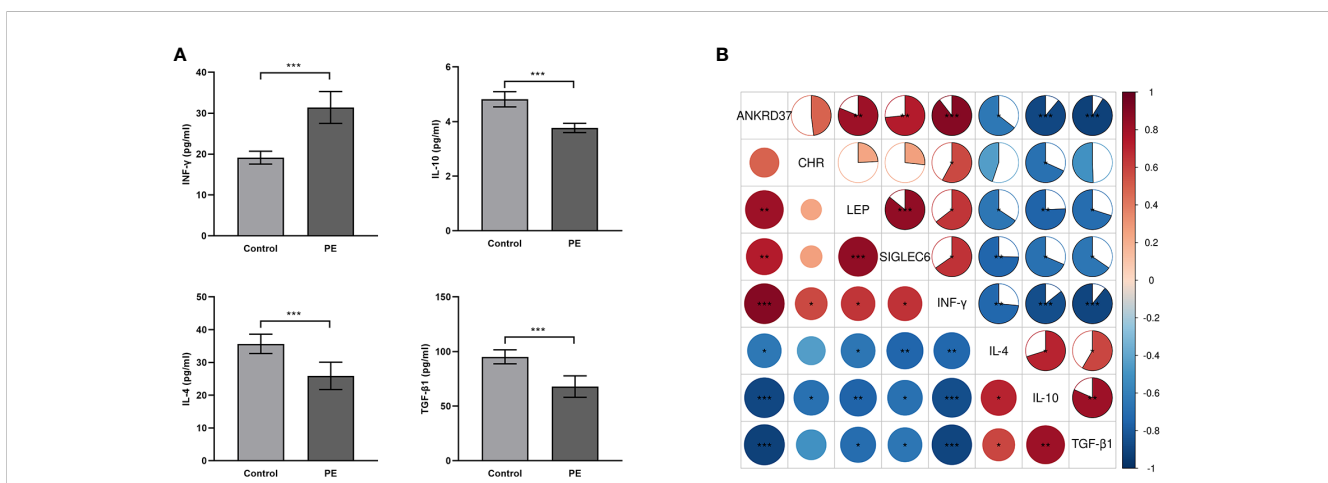 A
B
***
INF-γ (pg/ml)
40
30
20
10
0
Control
PE
***
IL-10 (pg/ml)
6
4
2
0
Control
PE
***
IL-4 (pg/ml)
50
40
30
20
10
0
Control
PE
***
TGF-β1 (pg/ml)
150
100
50
0
Control
PE
ANKRD37 ** ** *** * *** ***
CHR * *
** LEP *** * * ** *
** *** SIGLEC6 * ** * *
*** * * * INF-γ ** *** ***
* * ** ** IL-4 * *
*** * ** * *** * IL-10 **
*** * * *** * ** TGF-β1
1
0.8
0.6
0.4
0.2
0
-0.2
-0.4
-0.6
-0.8
-1